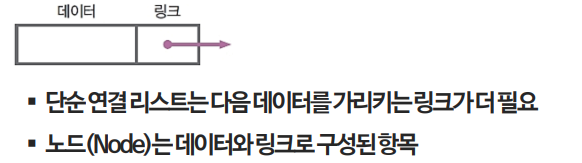 데이터 링크
▪ 단순 연결 리스트는 다음 데이터를 가리키는 링크가 더 필요
▪ 노드(Node)는 데이터와 링크로 구성된 항목